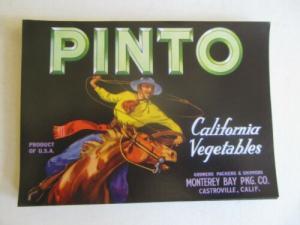 PINTO
California
Vegetables
PRODUCT
OF U.S.A.
GROWERS PACKERS & SHIPPERS
MONTEREY BAY PKG. CO.
CASTROVILLE, CALIF.